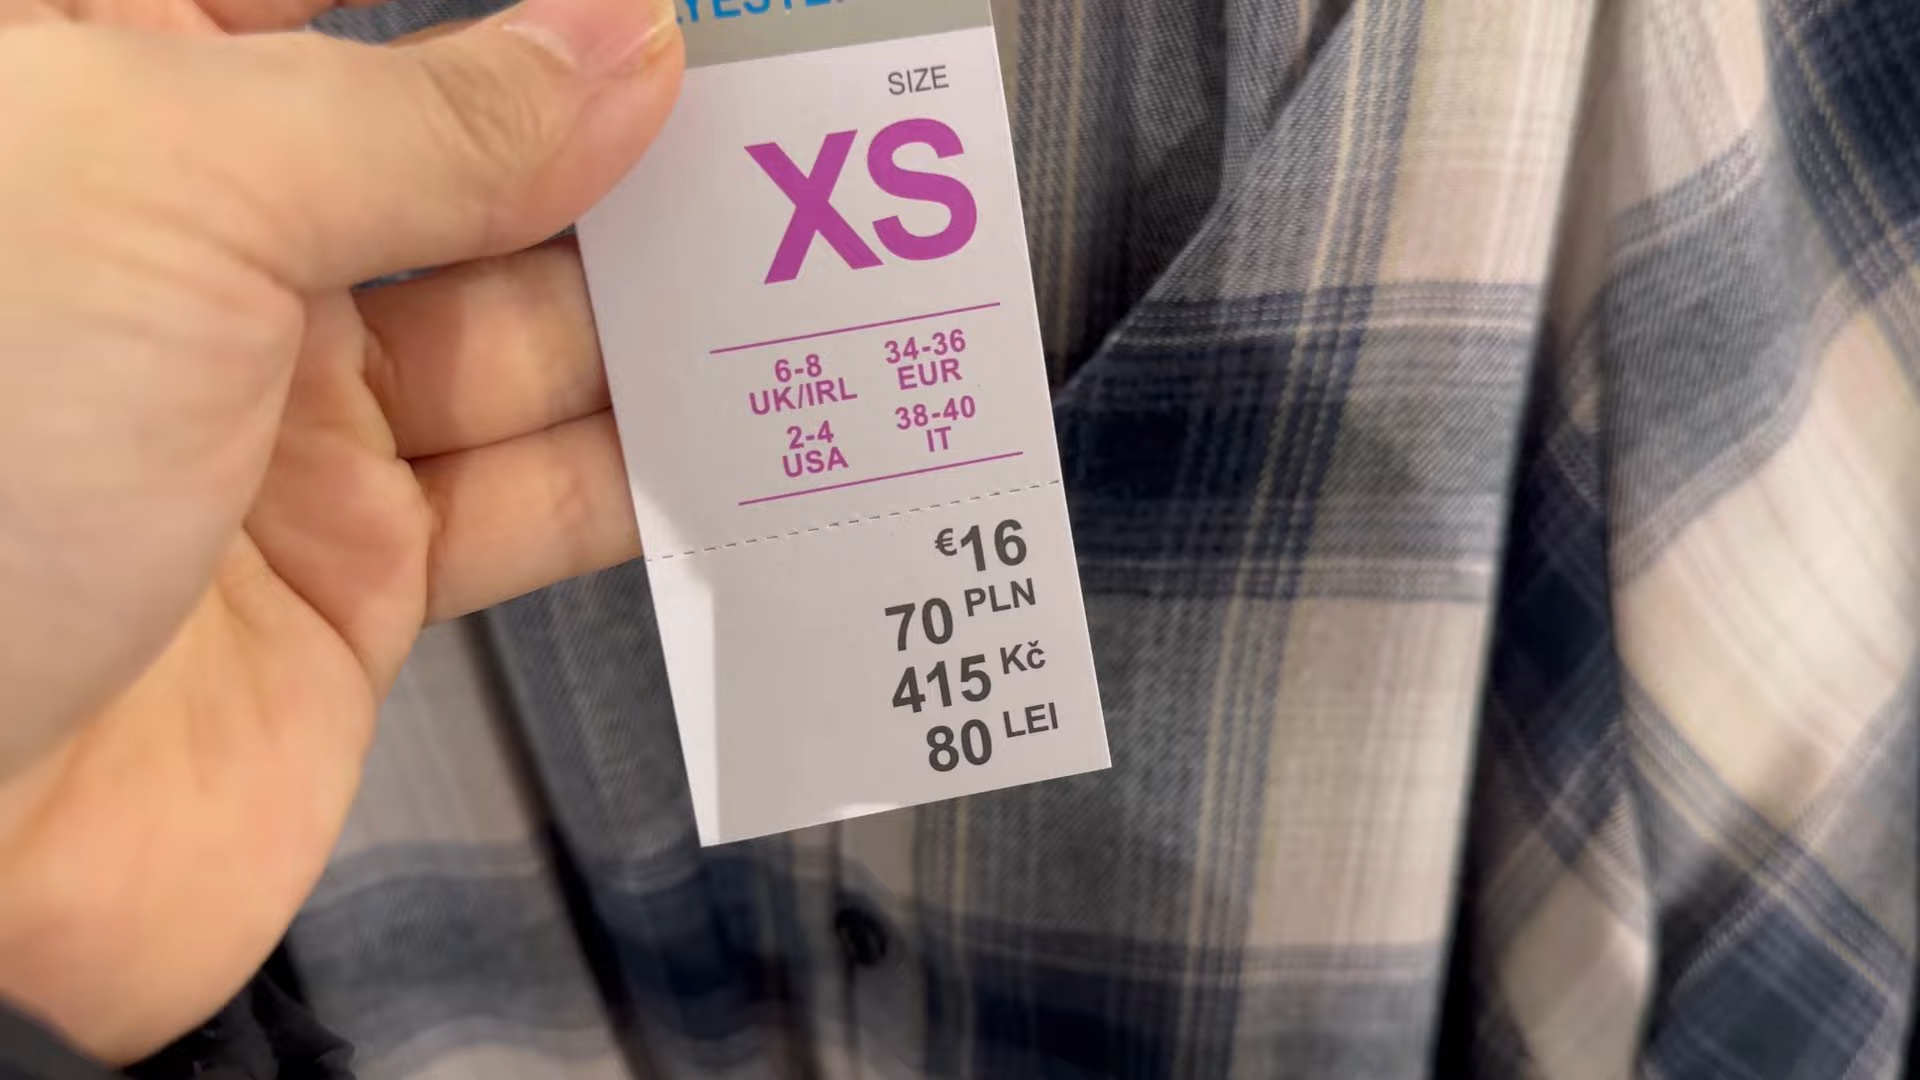 SIZE
XS
6-8 34-36
UK/IRL EUR
2-4 38-40
USA IT
€16
70 PLN
415 Kč
80 LEI